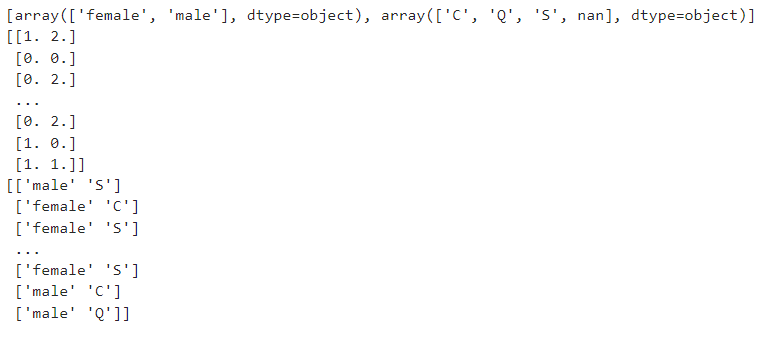 [array(['female', 'male'], dtype=object), array(['C', 'Q', 'S', nan], dtype=object)]
[[1. 2.]
 [0. 0.]
 [0. 2.]
 ...
 [0. 2.]
 [1. 0.]
 [1. 1.]]
[['male' 'S']
 ['female' 'C']
 ['female' 'S']
 ...
 ['female' 'S']
 ['male' 'C']
 ['male' 'Q']]